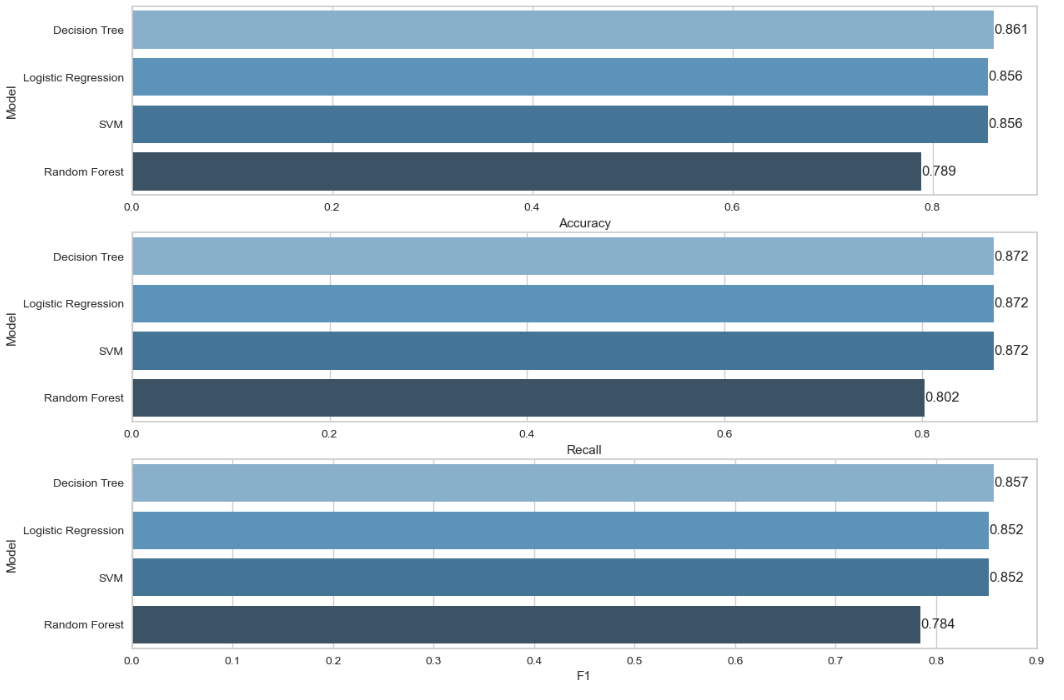 Decision Tree 0.861
Logistic Regression 0.856
SVM 0.856
Random Forest 0.789
Model
0.0 0.2 0.4 0.6 0.8
Accuracy
Decision Tree 0.872
Logistic Regression 0.872
SVM 0.872
Random Forest 0.802
Model
0.0 0.2 0.4 0.6 0.8
Recall
Decision Tree 0.857
Logistic Regression 0.852
SVM 0.852
Random Forest 0.784
Model
0.0 0.1 0.2 0.3 0.4 0.5 0.6 0.7 0.8 0.9
F1